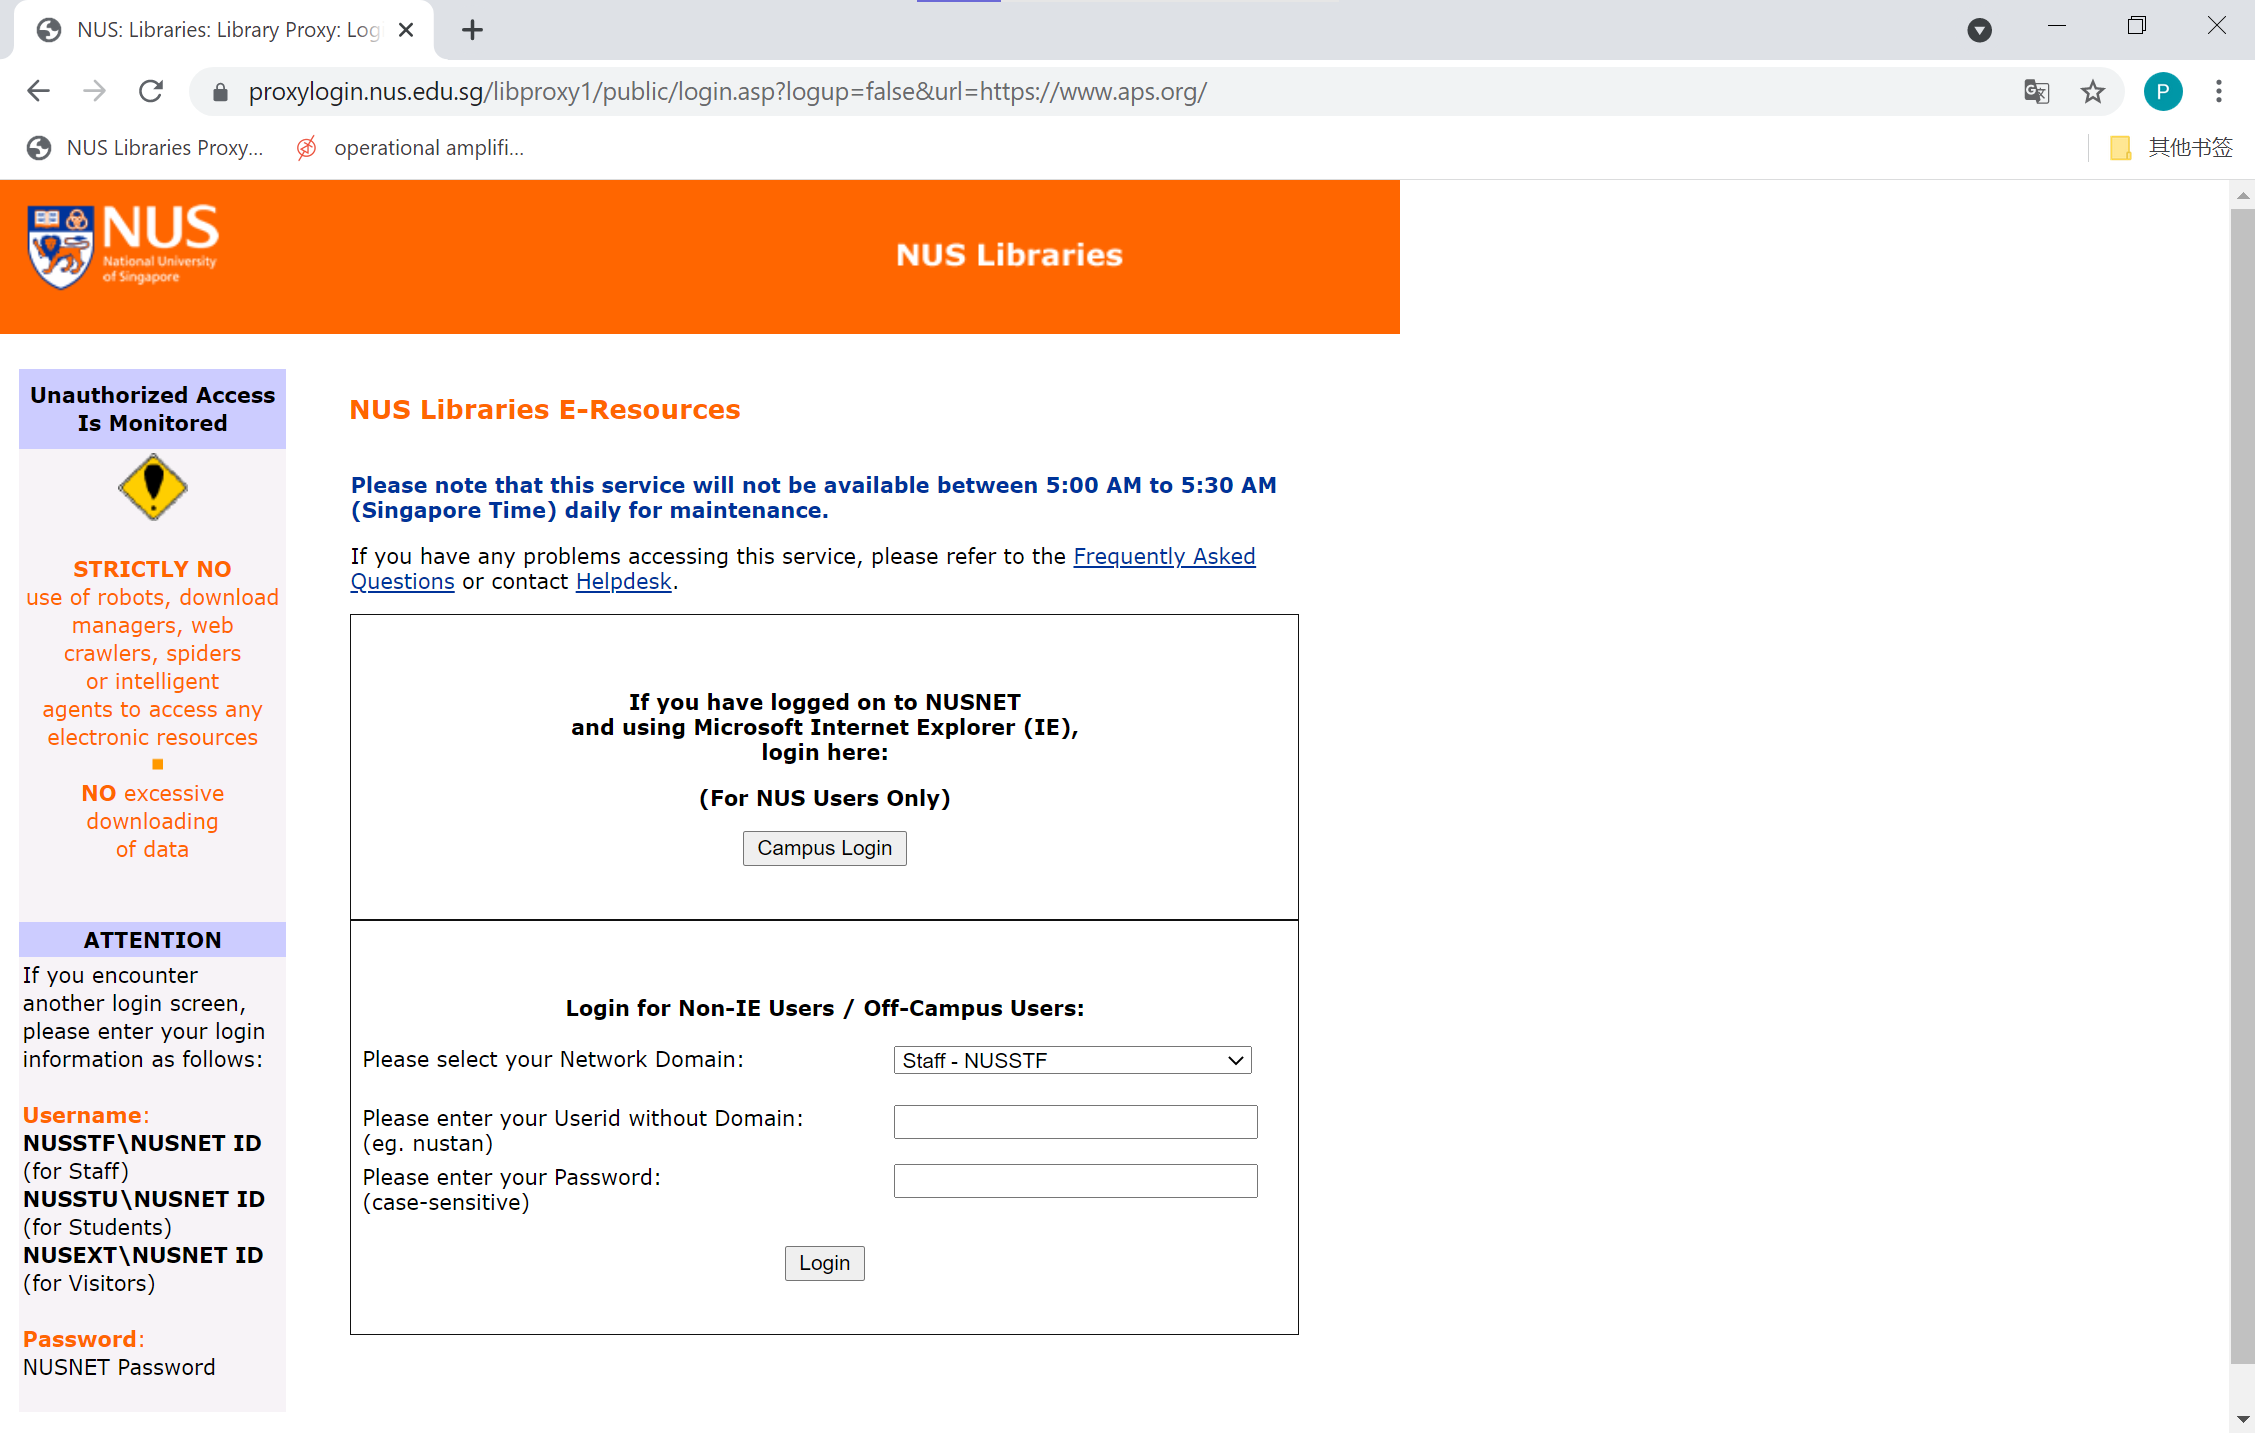 NUS: Libraries: Library Proxy: Log
proxylogin.nus.edu.sg/libproxy1/public/login.asp?logup=false&url=https://www.aps.org/
P
NUS Libraries Proxy...
operational amplifi...
其他书签
NUS
National University
of Singapore
NUS Libraries
Unauthorized Access
Is Monitored
STRICTLY NO
use of robots, download
managers, web
crawlers, spiders
or intelligent
agents to access any
electronic resources
NO excessive
downloading
of data
ATTENTION
If you encounter
another login screen,
please enter your login
information as follows:
Username:
NUSSTF\NUSNET ID
(for Staff)
NUSSTU\NUSNET ID
(for Students)
NUSEXT\NUSNET ID
(for Visitors)
Password:
NUSNET Password
NUS Libraries E-Resources
Please note that this service will not be available between 5:00 AM to 5:30 AM
(Singapore Time) daily for maintenance.
If you have any problems accessing this service, please refer to the Frequently Asked
Questions or contact Helpdesk.
If you have logged on to NUSNET
and using Microsoft Internet Explorer (IE),
login here:
(For NUS Users Only)
Campus Login
Login for Non-IE Users / Off-Campus Users:
Please select your Network Domain:
Staff - NUSSTF
Please enter your Userid without Domain:
(eg. nustan)
Please enter your Password:
(case-sensitive)
Login